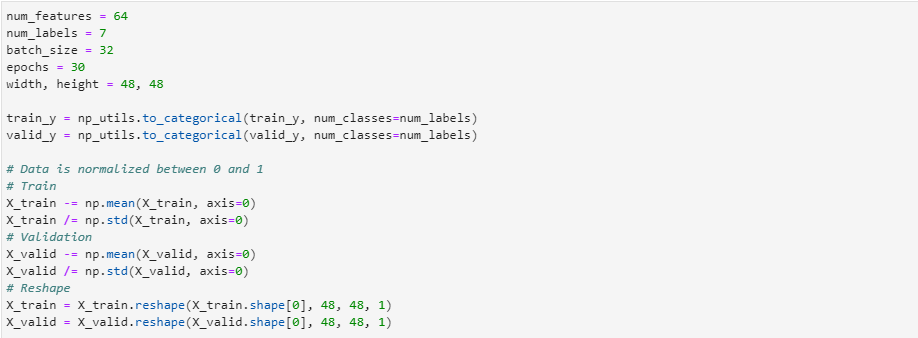 num_features = 64
num_labels = 7
batch_size = 32
epochs = 30
width, height = 48, 48
train_y = np_utils.to_categorical(train_y, num_classes=num_labels)
valid_y = np_utils.to_categorical(valid_y, num_classes=num_labels)
# Data is normalized between 0 and 1
# Train
X_train -= np.mean(X_train, axis=0)
X_train /= np.std(X_train, axis=0)
# Validation
X_valid -= np.mean(X_valid, axis=0)
X_valid /= np.std(X_valid, axis=0)
# Reshape
X_train = X_train.reshape(X_train.shape[0], 48, 48, 1)
X_valid = X_valid.reshape(X_valid.shape[0], 48, 48, 1)